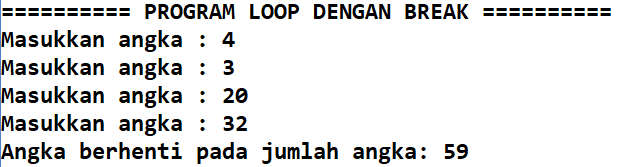 ========== PROGRAM LOOP DENGAN BREAK ==========
Masukkan angka : 4
Masukkan angka : 3
Masukkan angka : 20
Masukkan angka : 32
Angka berhenti pada jumlah angka: 59